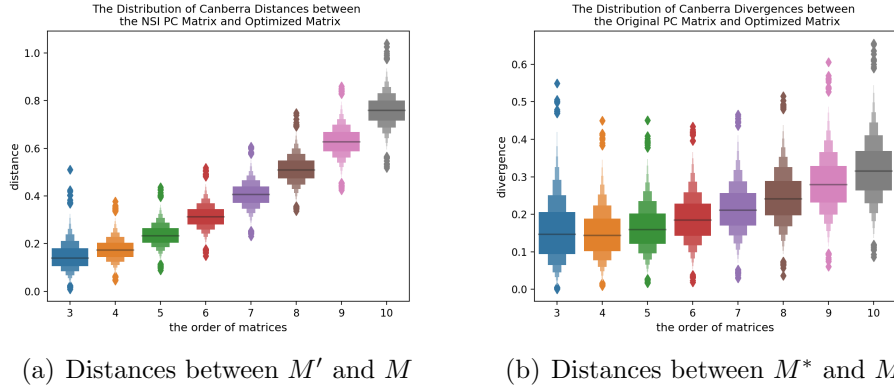 The Distribution of Canberra Distances between
the NSI PC Matrix and Optimized Matrix
distance
1.0
0.8
0.6
0.4
0.2
0.0
3 4 5 6 7 8 9 10
the order of matrices
(a) Distances between M′ and M
The Distribution of Canberra Divergences between
the Original PC Matrix and Optimized Matrix
divergence
0.6
0.5
0.4
0.3
0.2
0.1
0.0
3 4 5 6 7 8 9 10
the order of matrices
(b) Distances between M* and M